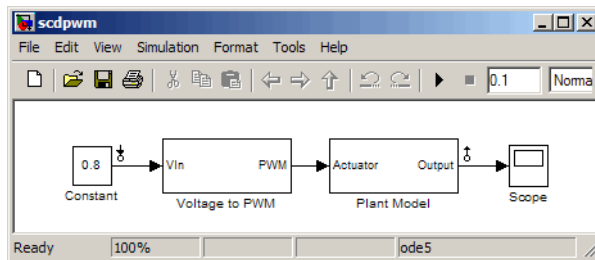 scdpwm
File Edit View Simulation Format Tools Help
0.1 Norma
0.8 VIn PWM Actuator Output
Constant Voltage to PWM Plant Model Scope
Ready 100% ode5